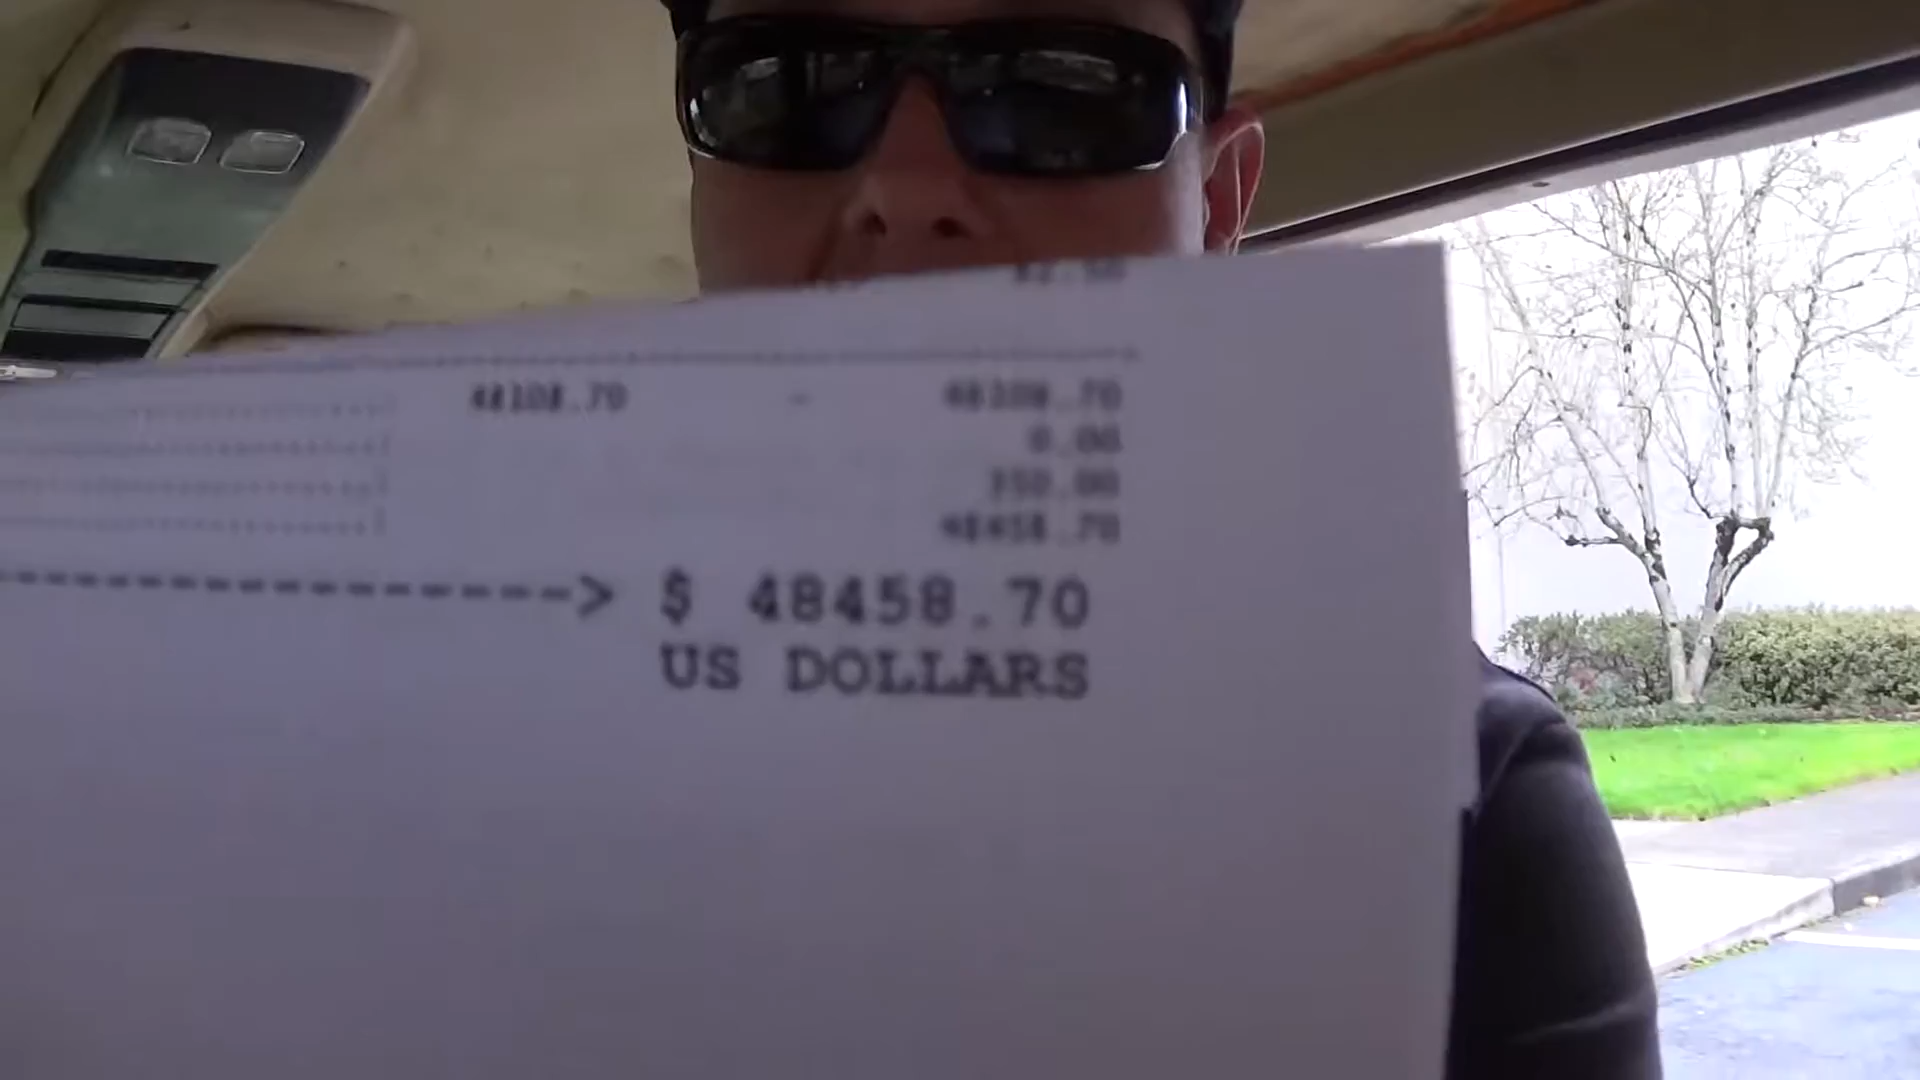 48108.70 - 48108.70
0.00
350.00
48458.70
-------------------> $ 48458.70
US DOLLARS